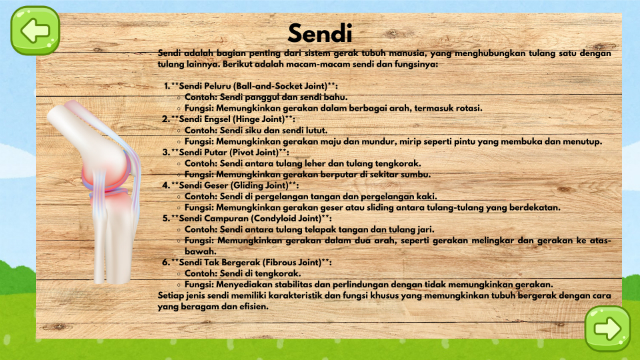 Sendi
Sendi adalah bagian penting dari sistem gerak tubuh manusia, yang menghubungkan tulang satu dengan
tulang lainnya. Berikut adalah macam-macam sendi dan fungsinya:
1. **Sendi Peluru (Ball-and-Socket Joint)**:
○ Contoh: Sendi panggul dan sendi bahu.
○ Fungsi: Memungkinkan gerakan dalam berbagai arah, termasuk rotasi.
2. **Sendi Engsel (Hinge Joint)**:
○ Contoh: Sendi siku dan sendi lutut.
○ Fungsi: Memungkinkan gerakan maju dan mundur, mirip seperti pintu yang membuka dan menutup.
3. **Sendi Putar (Pivot Joint)**:
○ Contoh: Sendi antara tulang leher dan tulang tengkorak.
○ Fungsi: Memungkinkan gerakan berputar di sekitar sumbu.
4. **Sendi Geser (Gliding Joint)**:
○ Contoh: Sendi di pergelangan tangan dan pergelangan kaki.
○ Fungsi: Memungkinkan gerakan geser atau sliding antara tulang-tulang yang berdekatan.
5. **Sendi Campuran (Condyloid Joint)**:
○ Contoh: Sendi antara tulang telapak tangan dan tulang jari.
○ Fungsi: Memungkinkan gerakan dalam dua arah, seperti gerakan melingkar dan gerakan ke atas-
bawah.
6. **Sendi Tak Bergerak (Fibrous Joint)**:
○ Contoh: Sendi di tengkorak.
○ Fungsi: Menyediakan stabilitas dan perlindungan dengan tidak memungkinkan gerakan.
Setiap jenis sendi memiliki karakteristik dan fungsi khusus yang memungkinkan tubuh bergerak dengan cara
yang beragam dan efisien.